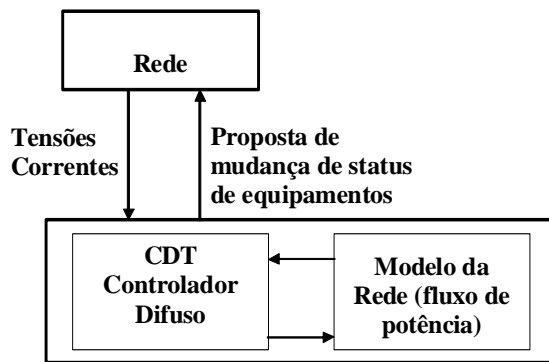 Rede
Tensões
Correntes
Proposta de
mudança de status
de equipamentos
CDT
Controlador
Difuso
Modelo da
Rede (fluxo de
potência)